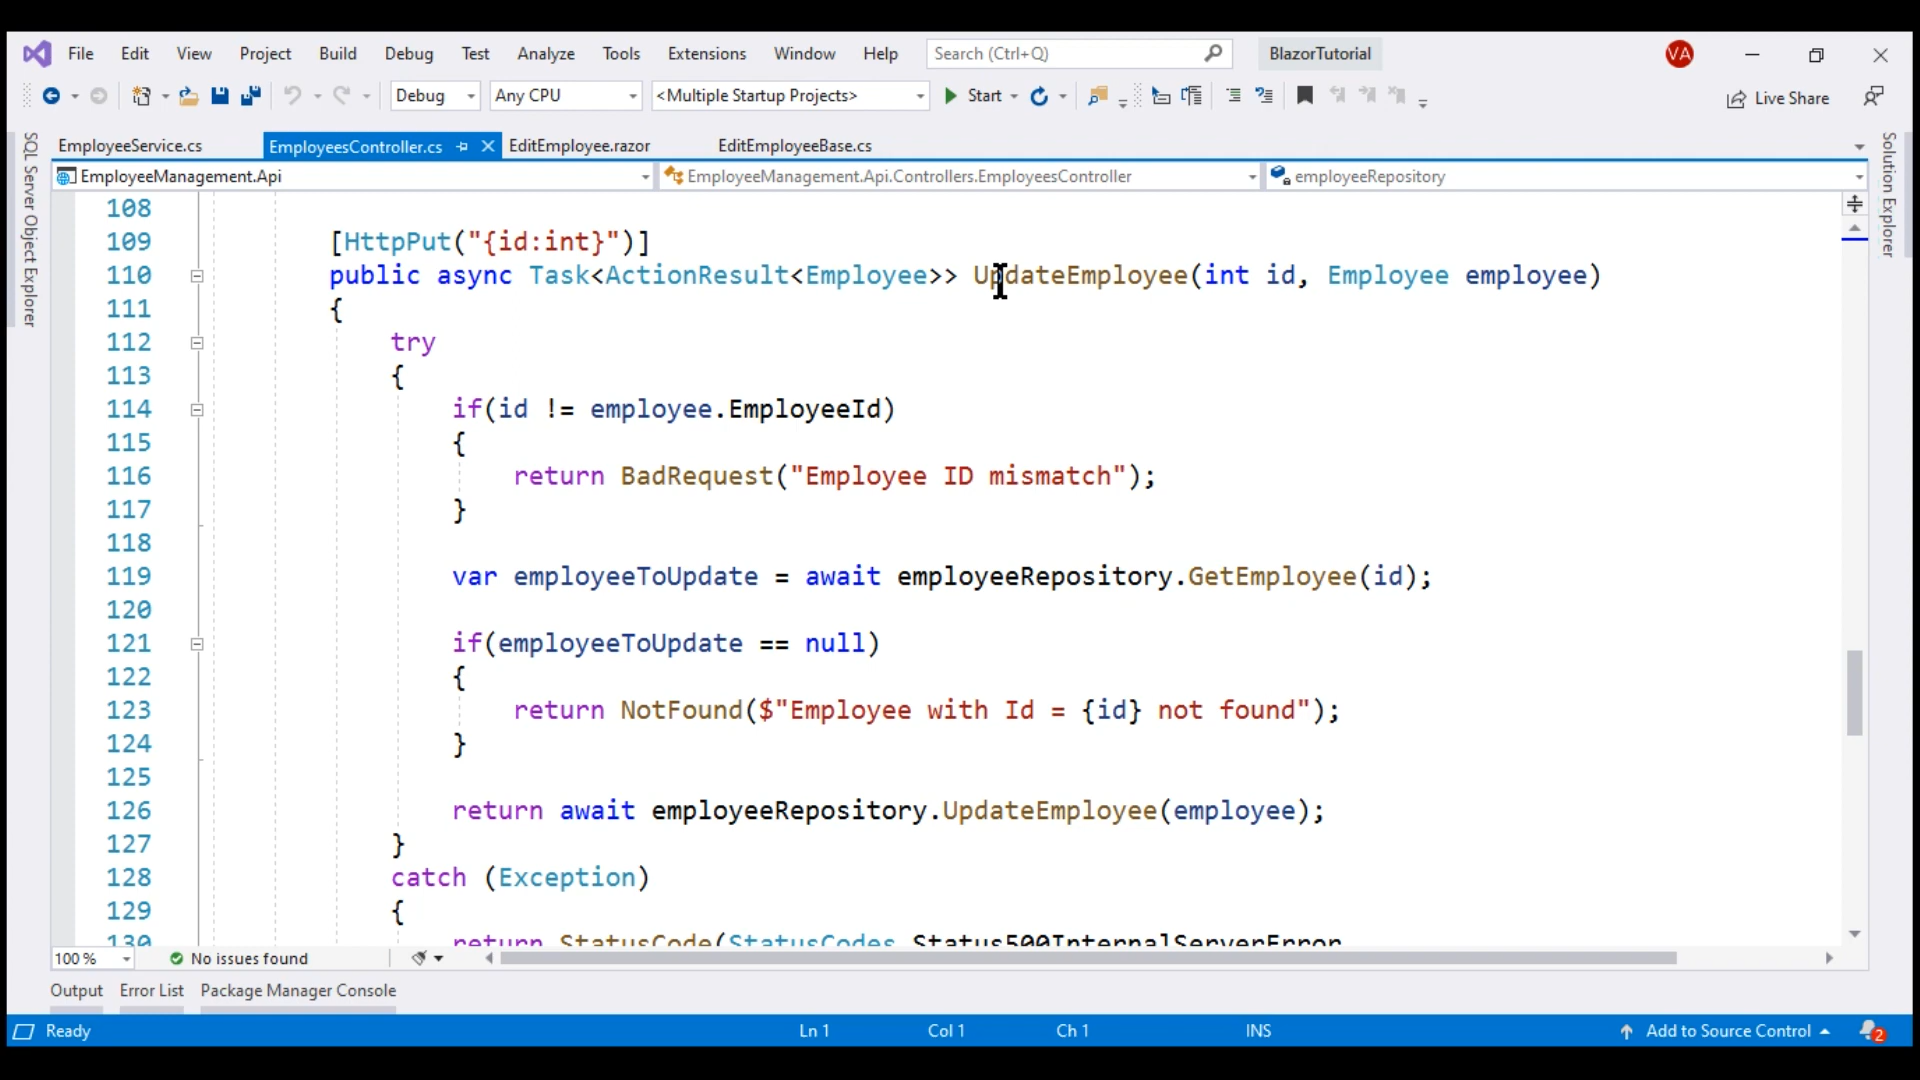 File Edit View Project Build Debug Test Analyze Tools Extensions Window Help Search (Ctrl+Q) BlazorTutorial VA
Debug Any CPU <Multiple Startup Projects> Start Live Share
SQL Server Object Explorer
EmployeeService.cs EmployeesController.cs EditEmployee.razor EditEmployeeBase.cs
Solution Explorer
EmployeeManagement.Api EmployeeManagement.Api.Controllers.EmployeesController employeeRepository
108
109 [HttpPut("{id:int}")]
110 public async Task<ActionResult<Employee>> UpdateEmployee(int id, Employee employee)
111 {
112 try
113 {
114 if(id != employee.EmployeeId)
115 {
116 return BadRequest("Employee ID mismatch");
117 }
118
119 var employeeToUpdate = await employeeRepository.GetEmployee(id);
120
121 if(employeeToUpdate == null)
122 {
123 return NotFound($"Employee with Id = {id} not found");
124 }
125
126 return await employeeRepository.UpdateEmployee(employee);
127 }
128 catch (Exception)
129 {
130 return StatusCode(StatusCodes.Status500InternalServerError
100 % No issues found
Output Error List Package Manager Console
Ready Ln 1 Col 1 Ch 1 INS Add to Source Control 2